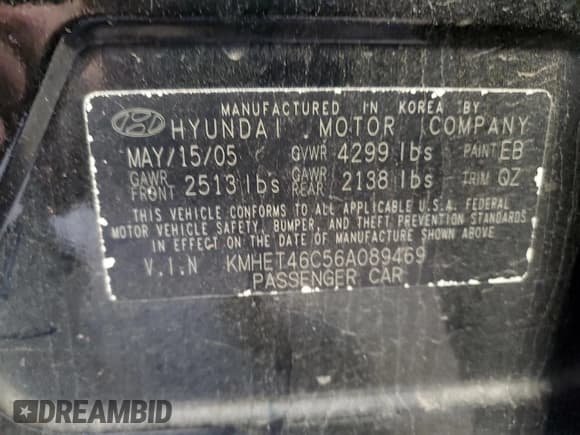 MANUFACTURED IN KOREA BY
HYUNDAI MOTOR COMPANY
MAY/15/05 GVWR 4299 lbs PAINT EB
GAWR FRONT 2513 lbs GAWR REAR 2138 lbs TRIM QZ
THIS VEHICLE CONFORMS TO ALL APPLICABLE U.S.A. FEDERAL
MOTOR VEHICLE SAFETY, BUMPER, AND THEFT PREVENTION STANDARDS
IN EFFECT ON THE DATE OF MANUFACTURE SHOWN ABOVE
V.I.N KMHET46C56A089469
PASSENGER CAR
DREAMBID